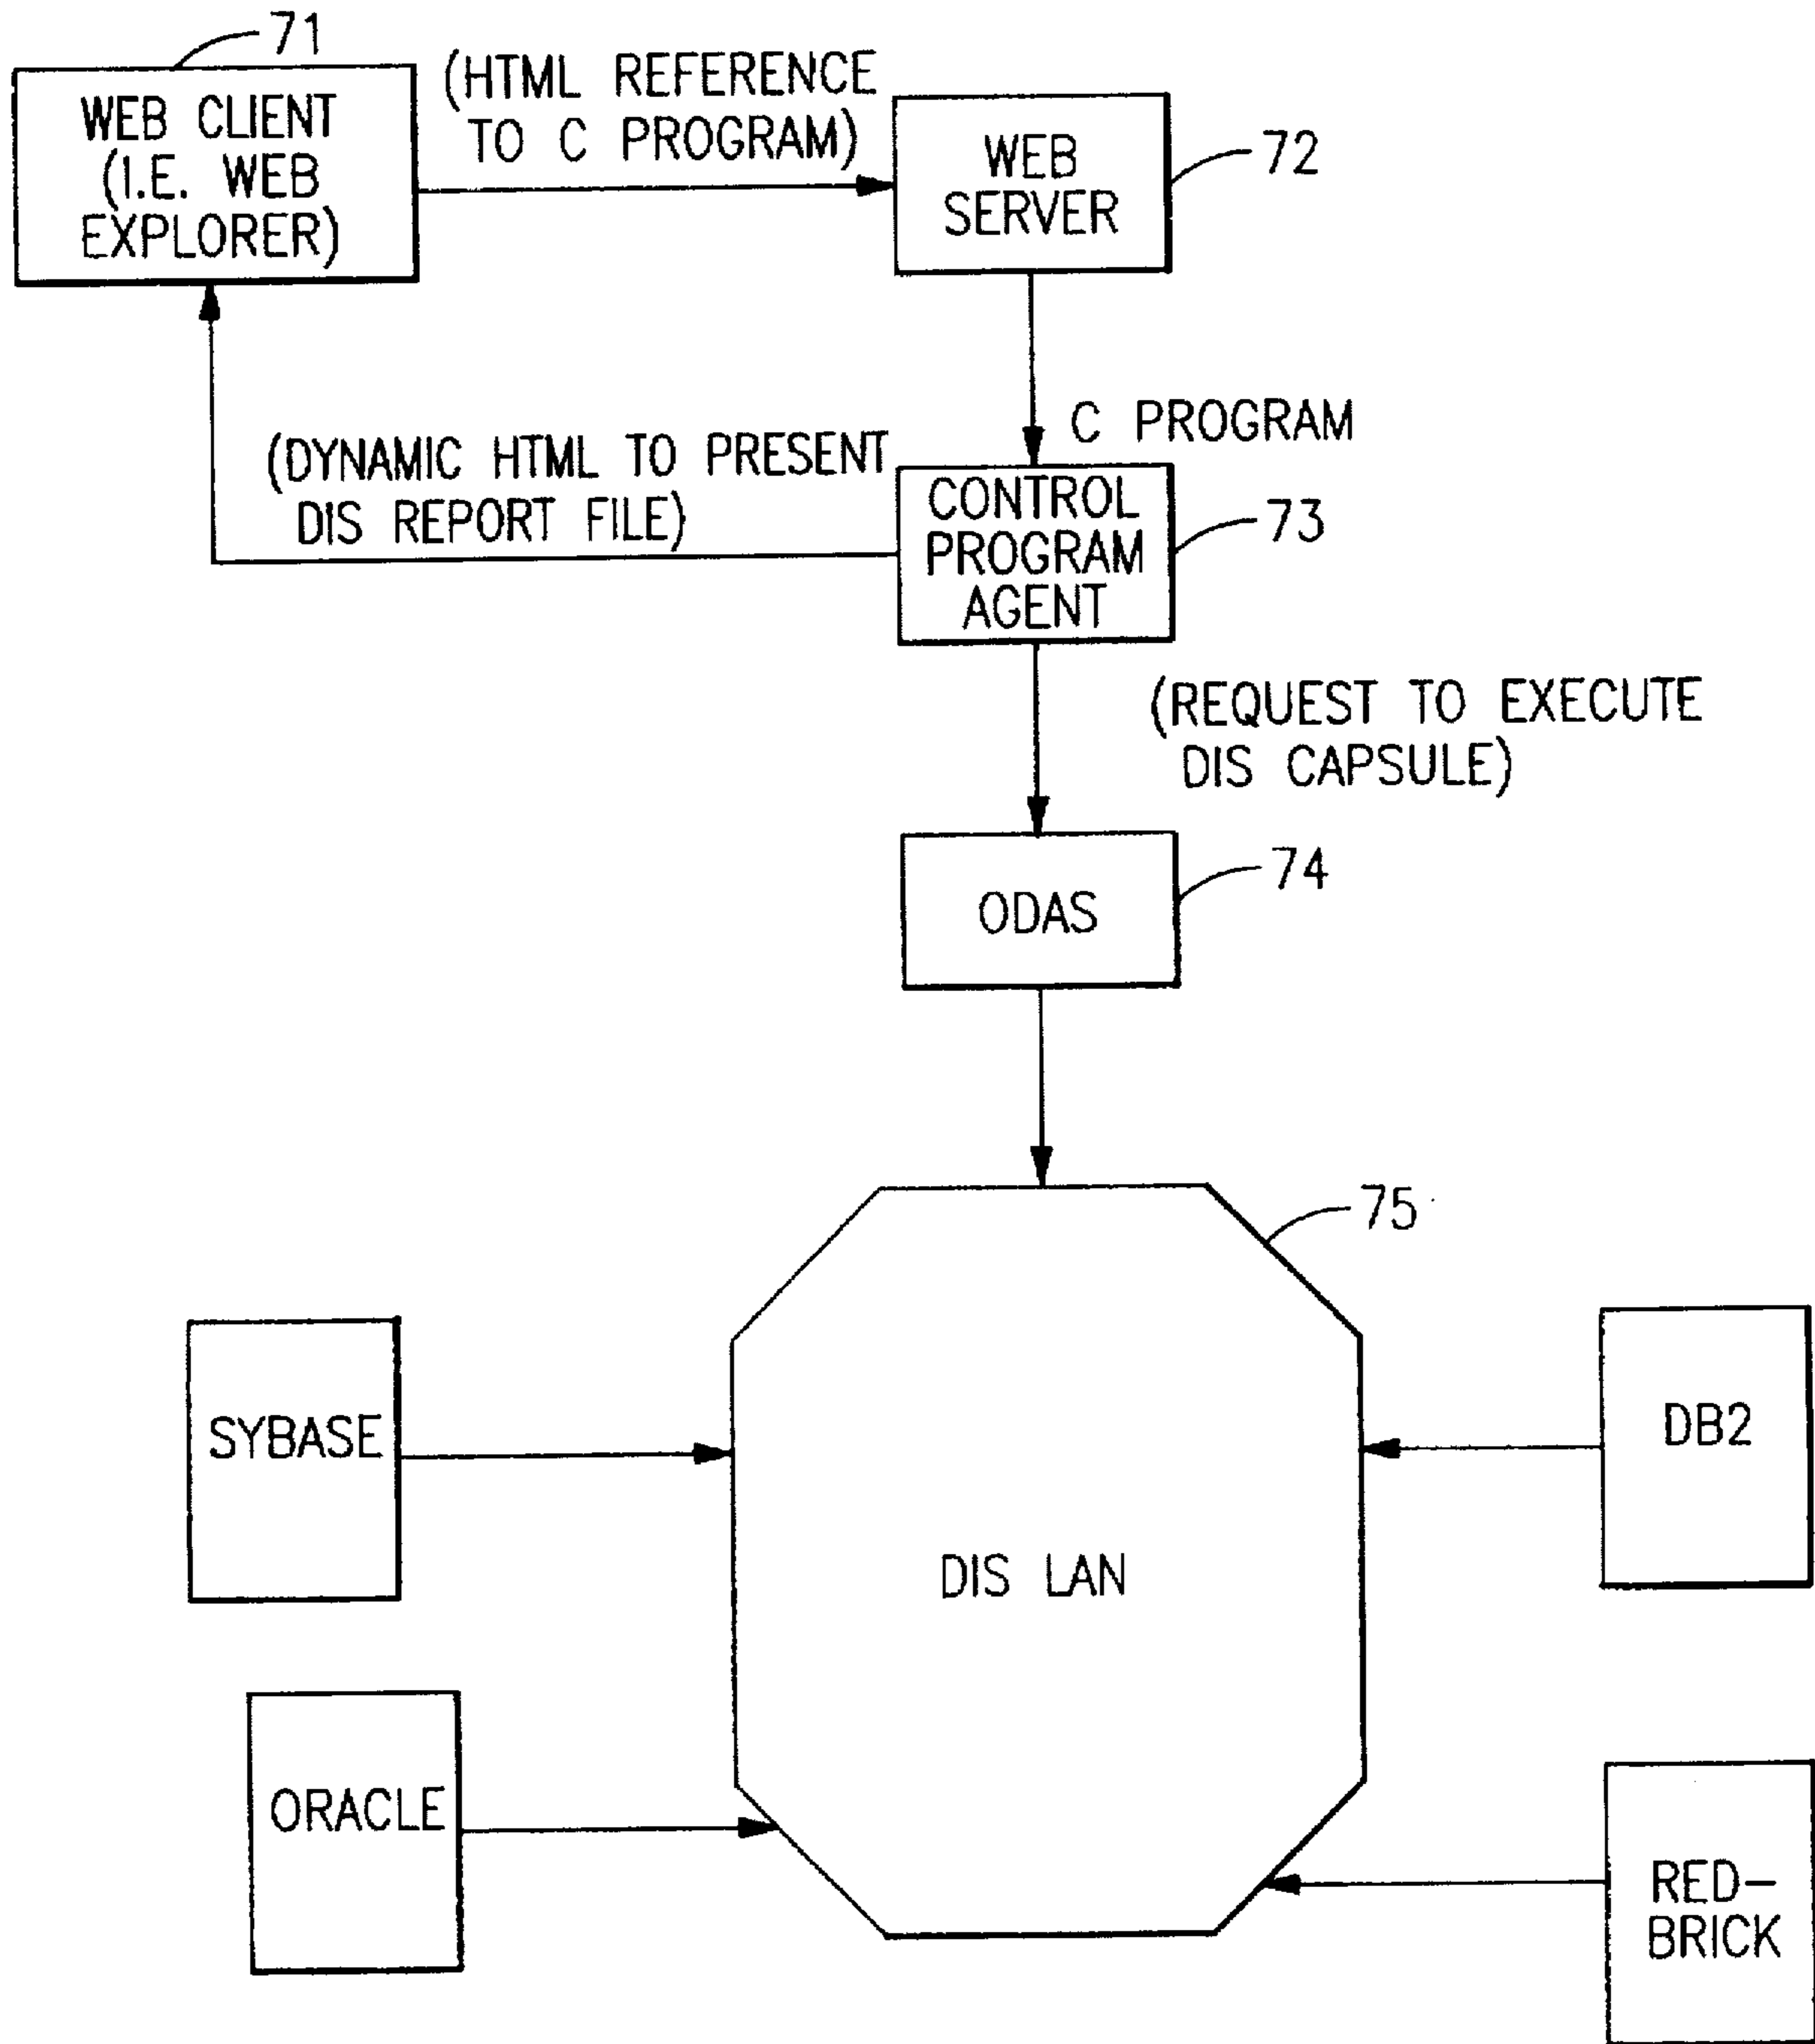 71
WEB CLIENT
(I.E. WEB
EXPLORER)
(HTML REFERENCE
TO C PROGRAM)
WEB
SERVER
72
C PROGRAM
(DYNAMIC HTML TO PRESENT
DIS REPORT FILE)
CONTROL
PROGRAM
AGENT
73
(REQUEST TO EXECUTE
DIS CAPSULE)
ODAS
74
75
SYBASE
DB2
DIS LAN
ORACLE
RED-
BRICK